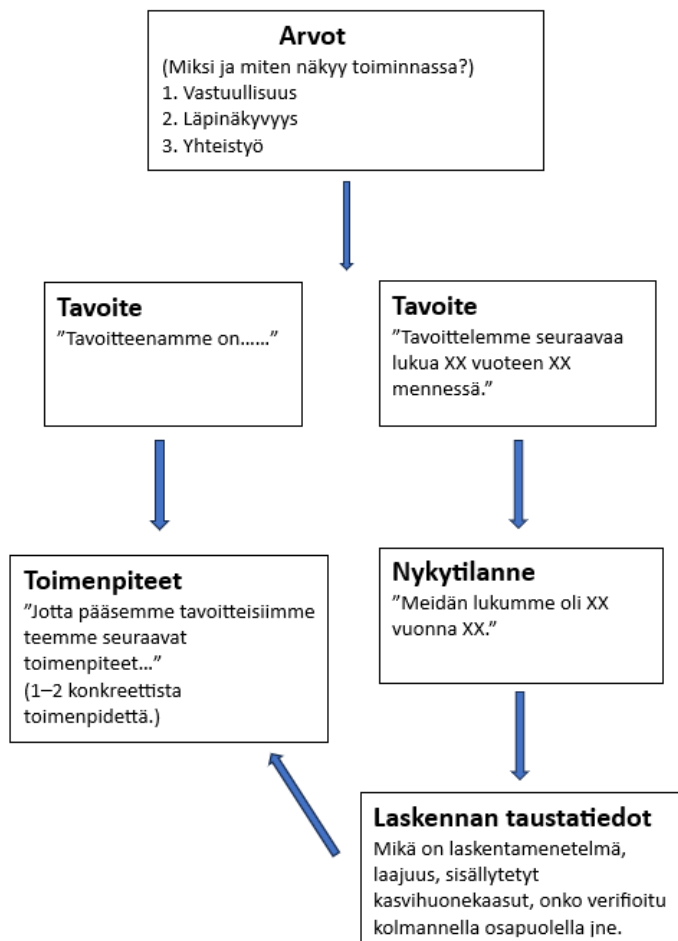 Arvot
(Miksi ja miten näkyy toiminnassa?)
1. Vastuullisuus
2. Läpinäkyvyys
3. Yhteistyö
Tavoite
”Tavoitteenamme on……”
Tavoite
”Tavoittelemme seuraavaa
lukua XX vuoteen XX
mennessä.”
Toimenpiteet
”Jotta pääsemme tavoitteisiimme
teemme seuraavat
toimenpiteet…”
(1–2 konkreettista
toimenpidettä.)
Nykytilanne
”Meidän lukumme oli XX
vuonna XX.”
Laskennan taustatiedot
Mikä on laskentamenetelmä,
laajuus, sisällytetyt
kasvihuonekaasut, onko verifioitu
kolmannella osapuolella jne.